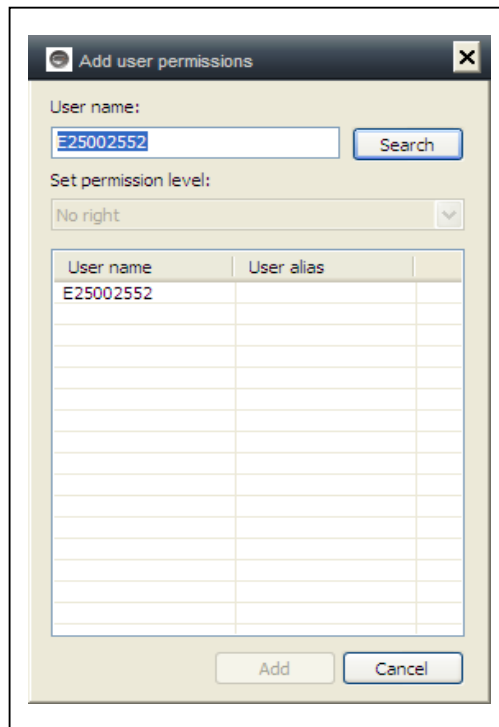 Add user permissions
User name:
E25002552 Search
Set permission level:
No right
User name User alias
E25002552
Add Cancel